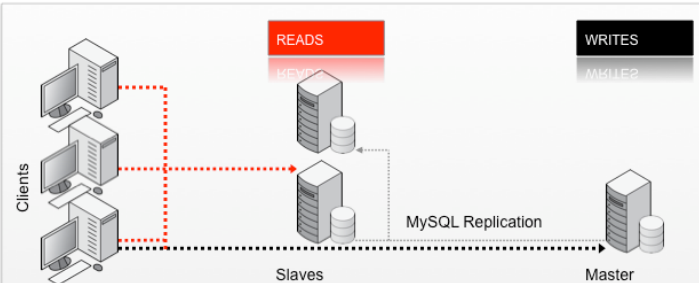 READS
WRITES
Clients
MySQL Replication
Slaves
Master